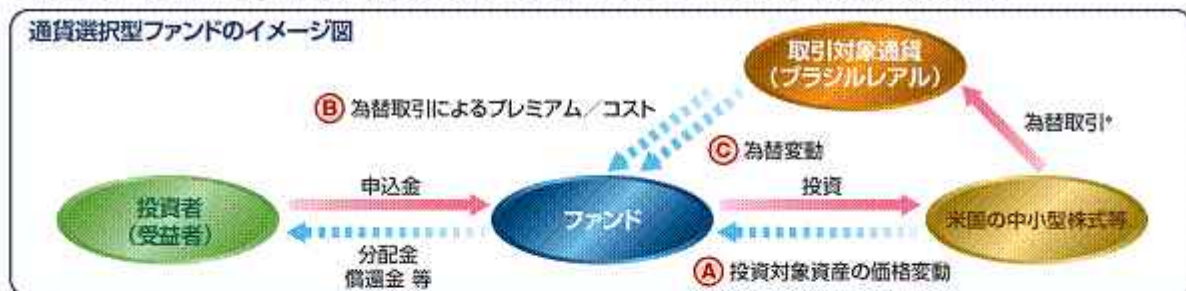 通貨選択型ファンドのイメージ図
取引対象通貨
(ブラジルレアル)
Ⓑ 為替取引によるプレミアム/コスト
為替取引*
Ⓒ 為替変動
申込金
投資
投資者
(受益者)
ファンド
米国の中小型株式等
分配金
償還金 等
Ⓐ 投資対象資産の価格変動